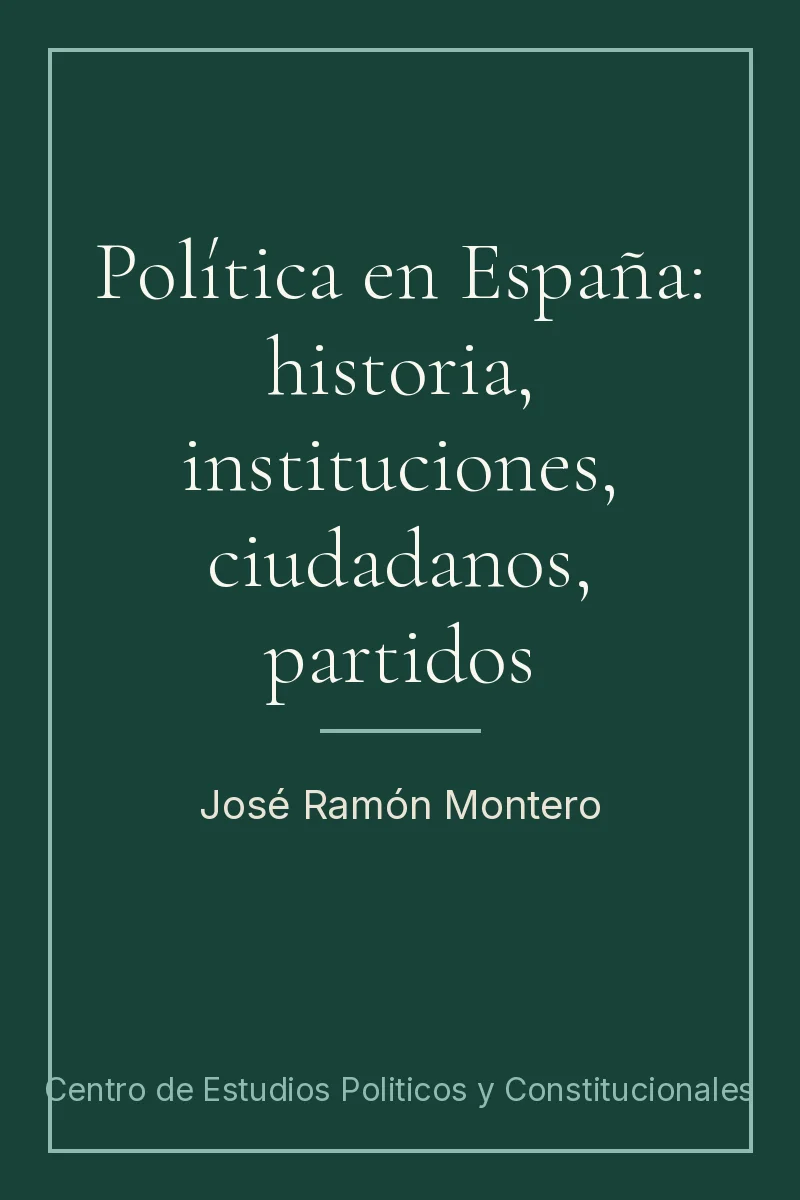 Política en España:
historia,
instituciones,
ciudadanos,
partidos
José Ramón Montero
Centro de Estudios Politicos y Constitucionales